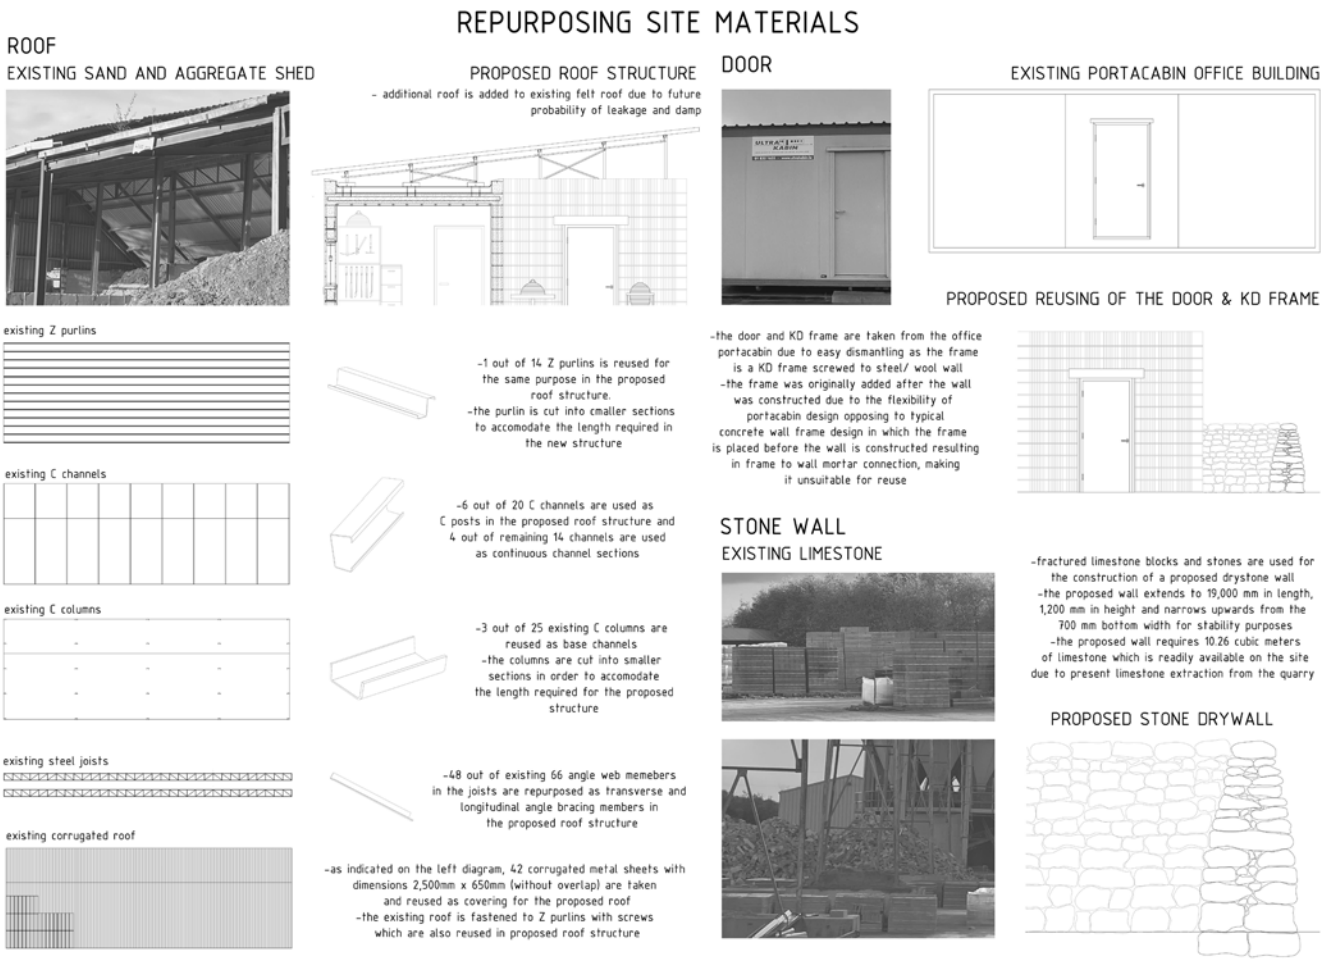 REPURPOSING SITE MATERIALS
ROOF
EXISTING SAND AND AGGREGATE SHED
PROPOSED ROOF STRUCTURE
- additional roof is added to existing felt roof due to future
probability of leakage and damp
existing Z purlins
-1 out of 14 Z purlins is reused for
the same purpose in the proposed
roof structure.
-the purlin is cut into cmaller sections
to accomodate the length required in
the new structure
existing C channels
-6 out of 20 C channels are used as
C posts in the proposed roof structure and
4 out of remaining 14 channels are used
as continuous channel sections
existing C columns
-3 out of 25 existing C columns are
reused as base channels
-the columns are cut into smaller
sections in order to accomodate
the length required for the proposed
structure
existing steel joists
-48 out of existing 66 angle web memebers
in the joists are repurposed as transverse and
longitudinal angle bracing members in
the proposed roof structure
existing corrugated roof
-as indicated on the left diagram, 42 corrugated metal sheets with
dimensions 2,500mm x 650mm (without overlap) are taken
and reused as covering for the proposed roof
-the existing roof is fastened to Z purlins with screws
which are also reused in proposed roof structure
DOOR
EXISTING PORTACABIN OFFICE BUILDING
ULTRA
KABIN
PROPOSED REUSING OF THE DOOR & KD FRAME
-the door and KD frame are taken from the office
portacabin due to easy dismantling as the frame
is a KD frame screwed to steel/ wool wall
-the frame was originally added after the wall
was constructed due to the flexibility of
portacabin design opposing to typical
concrete wall frame design in which the frame
is placed before the wall is constructed resulting
in frame to wall mortar connection, making
it unsuitable for reuse
STONE WALL
EXISTING LIMESTONE
-fractured limestone blocks and stones are used for
the construction of a proposed drystone wall
-the proposed wall extends to 19,000 mm in length,
1,200 mm in height and narrows upwards from the
700 mm bottom width for stability purposes
-the proposed wall requires 10.26 cubic meters
of limestone which is readily available on the site
due to present limestone extraction from the quarry
PROPOSED STONE DRYWALL